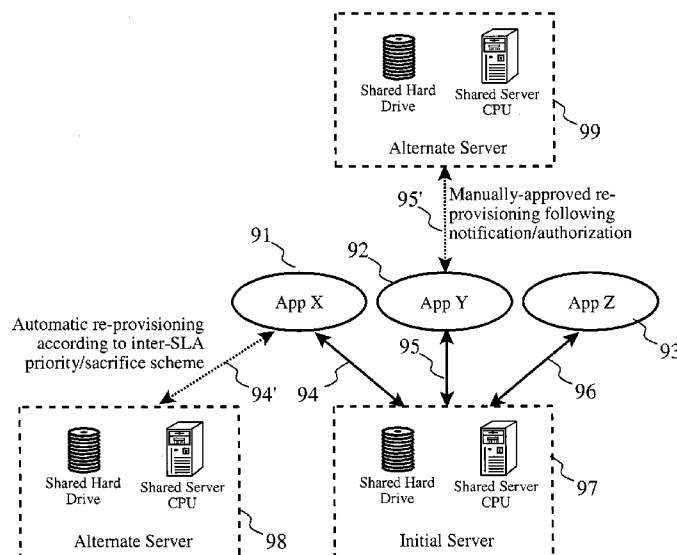 Shared Hard
Drive
Shared Server
CPU
99
Alternate Server
95'
Manually-approved re-
provisioning following
notification/authorization
91
92
App X
App Y
App Z
93
Automatic re-provisioning
according to inter-SLA
priority/sacrifice scheme
94'
94
95
96
Shared Hard
Drive
Shared Server
CPU
Alternate Server
98
Shared Hard
Drive
Shared Server
CPU
Initial Server
97